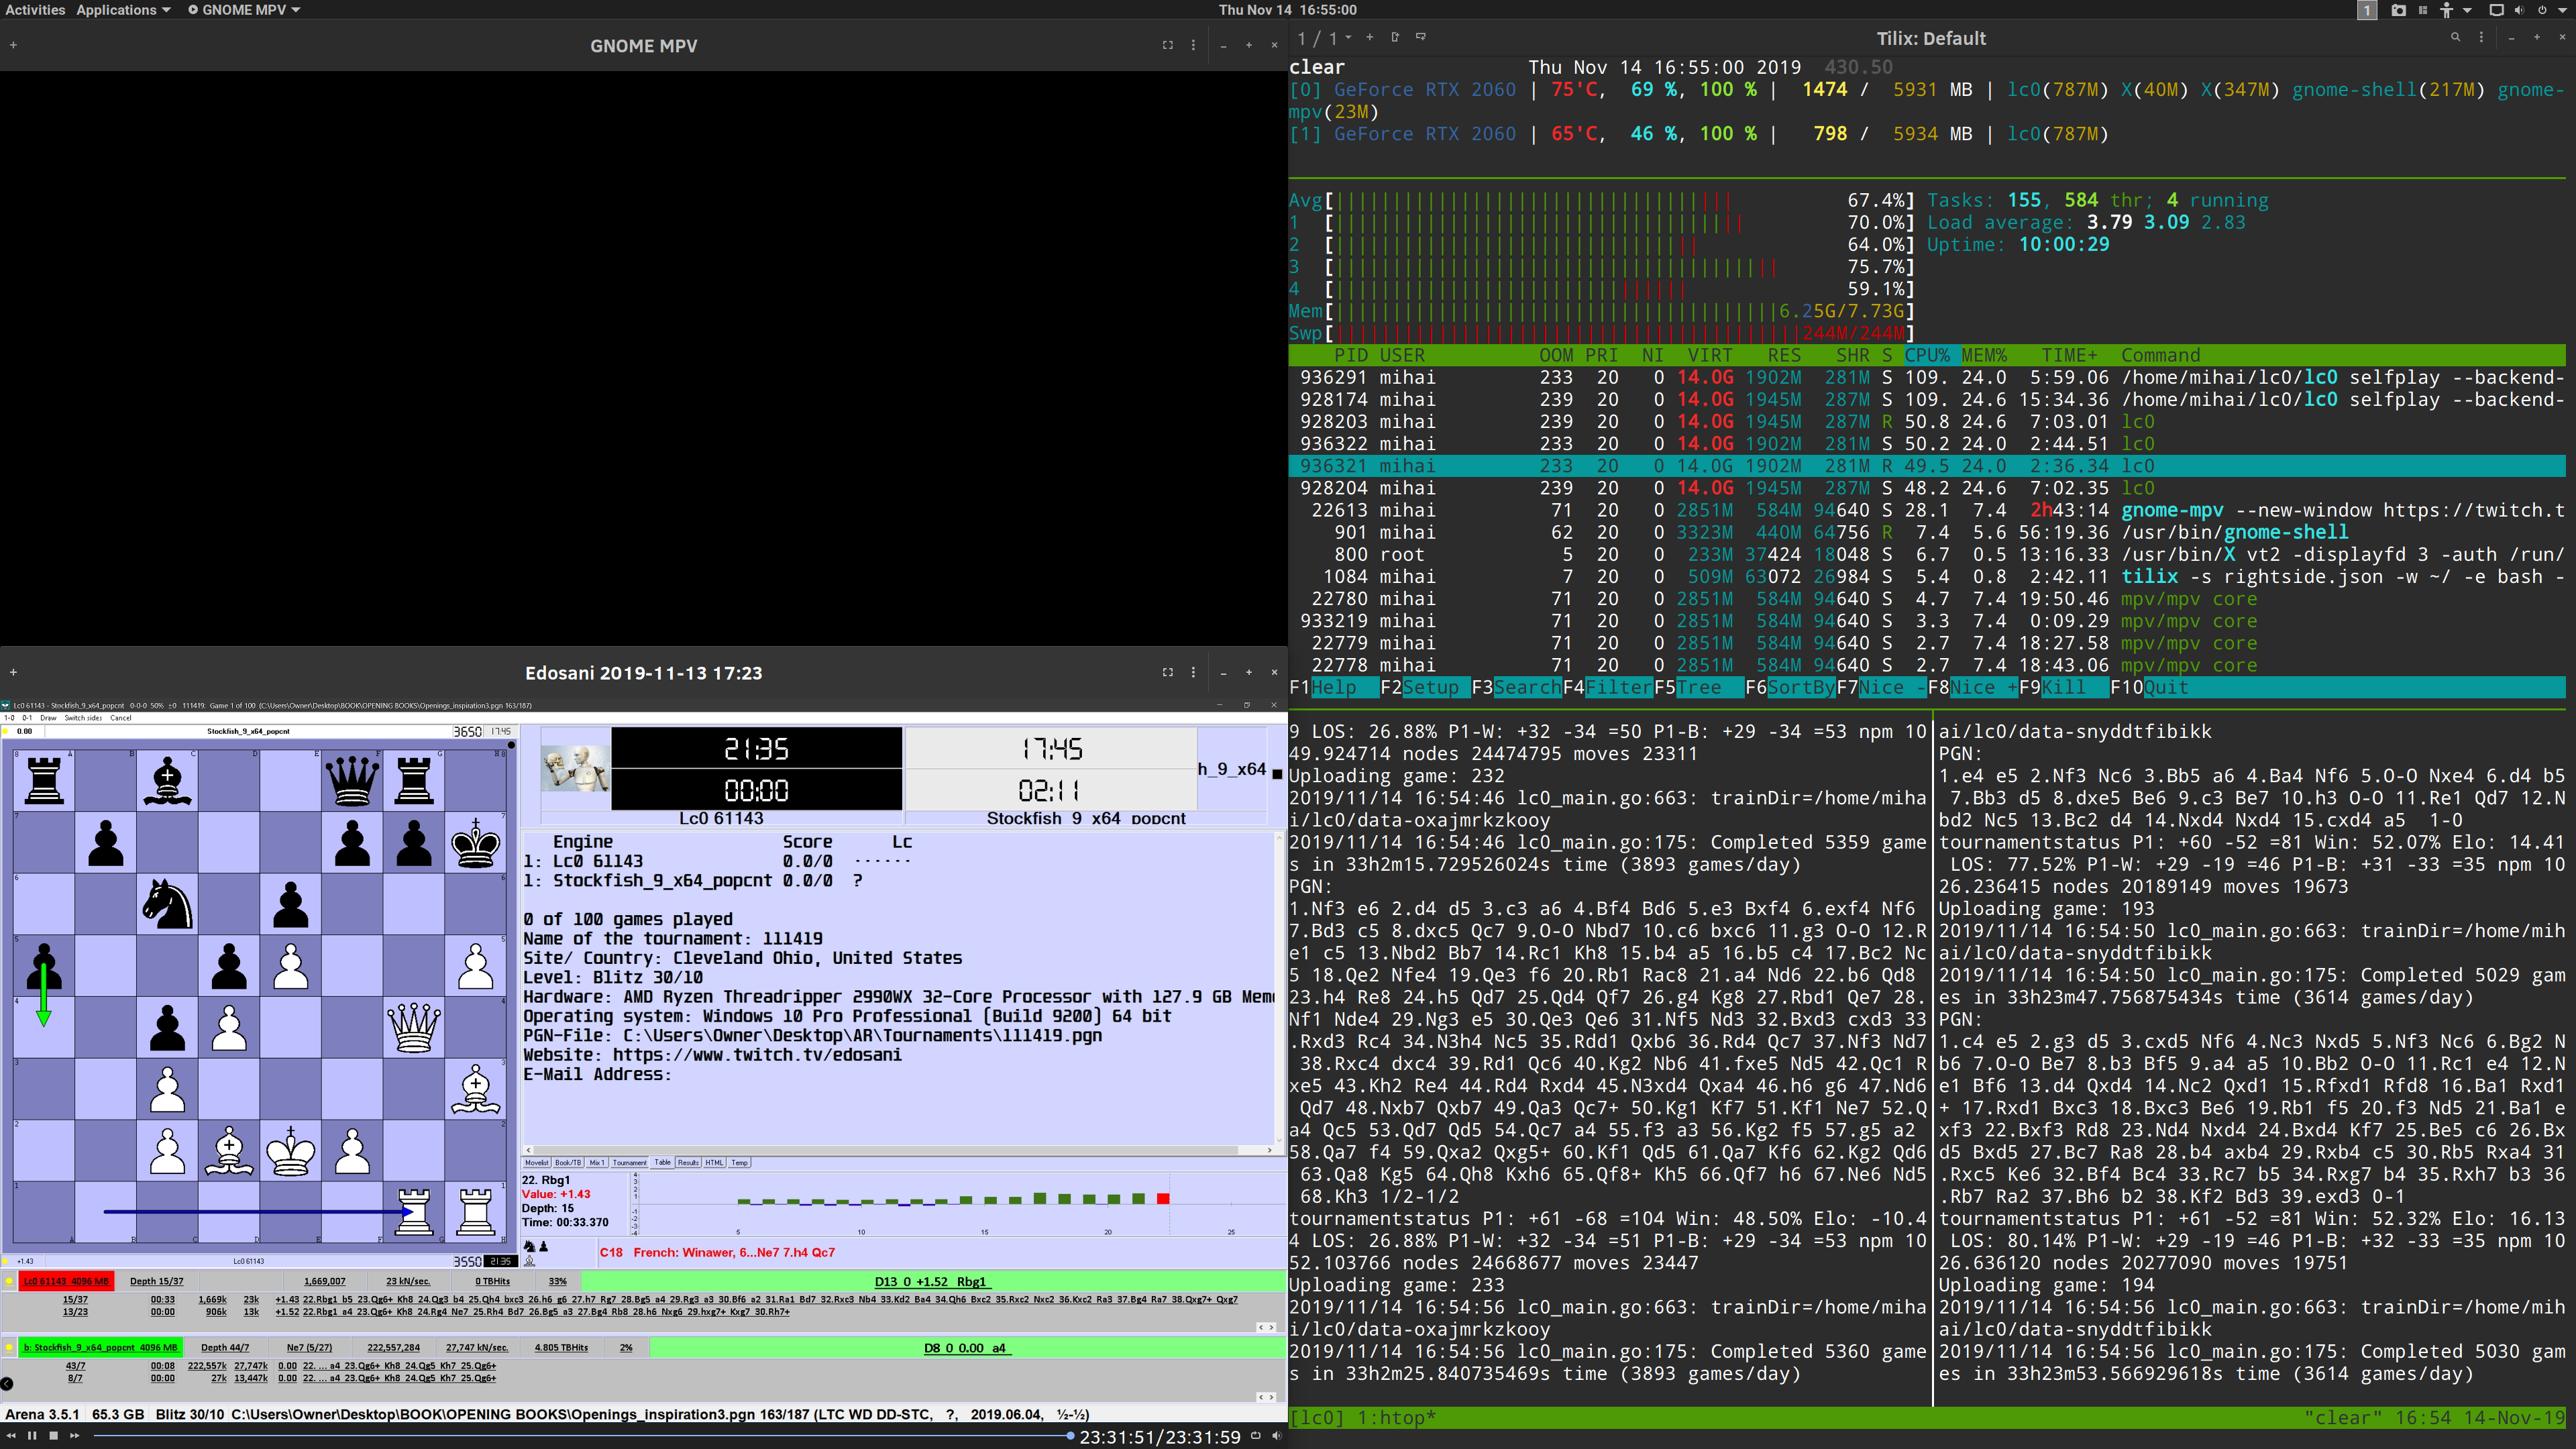 Activities Applications GNOME MPV Thu Nov 14 16:55:00 1
GNOME MPV
1 / 1 Tilix: Default
clear Thu Nov 14 16:55:00 2019 430.50
[0] GeForce RTX 2060 | 75'C, 69 %, 100 % | 1474 / 5931 MB | lc0(787M) X(40M) X(347M) gnome-shell(217M) gnome-
mpv(23M)
[1] GeForce RTX 2060 | 65'C, 46 %, 100 % | 798 / 5934 MB | lc0(787M)
Avg[ 67.4%] Tasks: 155, 584 thr; 4 running
1 [ 70.0%] Load average: 3.79 3.09 2.83
2 [ 64.0%] Uptime: 10:00:29
3 [ 75.7%]
4 [ 59.1%]
Mem[ 6.25G/7.73G]
Swp[ 244M/244M]
PID USER OOM PRI NI VIRT RES SHR S CPU% MEM% TIME+ Command
936291 mihai 233 20 0 14.0G 1902M 281M S 109. 24.0 5:59.06 /home/mihai/lc0/lc0 selfplay --backend-
928174 mihai 239 20 0 14.0G 1945M 287M S 109. 24.6 15:34.36 /home/mihai/lc0/lc0 selfplay --backend-
928203 mihai 239 20 0 14.0G 1945M 287M R 50.8 24.6 7:03.01 lc0
936322 mihai 233 20 0 14.0G 1902M 281M S 50.2 24.0 2:44.51 lc0
936321 mihai 233 20 0 14.0G 1902M 281M R 49.5 24.0 2:36.34 lc0
928204 mihai 239 20 0 14.0G 1945M 287M S 48.2 24.6 7:02.35 lc0
22613 mihai 71 20 0 2851M 584M 94640 S 28.1 7.4 2h43:14 gnome-mpv --new-window https://twitch.t
901 mihai 62 20 0 3323M 440M 64756 R 7.4 5.6 56:19.36 /usr/bin/gnome-shell
800 root 5 20 0 233M 37424 18048 S 6.7 0.5 13:16.33 /usr/bin/X vt2 -displayfd 3 -auth /run/
1084 mihai 7 20 0 509M 63072 26984 S 5.4 0.8 2:42.11 tilix -s rightside.json -w ~/ -e bash -
22780 mihai 71 20 0 2851M 584M 94640 S 4.7 7.4 19:50.46 mpv/mpv core
933219 mihai 71 20 0 2851M 584M 94640 S 3.3 7.4 0:09.29 mpv/mpv core
22779 mihai 71 20 0 2851M 584M 94640 S 2.7 7.4 18:27.58 mpv/mpv core
22778 mihai 71 20 0 2851M 584M 94640 S 2.7 7.4 18:43.06 mpv/mpv core
F1Help F2Setup F3SearchF4FilterF5Tree F6SortByF7Nice -F8Nice +F9Kill F10Quit
9 LOS: 26.88% P1-W: +32 -34 =50 P1-B: +29 -34 =53 npm 10
49.924714 nodes 24474795 moves 23311
Uploading game: 232
2019/11/14 16:54:46 lc0_main.go:663: trainDir=/home/miha
i/lc0/data-oxajmrkzkooy
2019/11/14 16:54:46 lc0_main.go:175: Completed 5359 game
s in 33h2m15.729526024s time (3893 games/day)
PGN:
1.Nf3 e6 2.d4 d5 3.c3 a6 4.Bf4 Bd6 5.e3 Bxf4 6.exf4 Nf6
7.Bd3 c5 8.dxc5 Qc7 9.O-O Nbd7 10.c6 bxc6 11.g3 O-O 12.R
e1 c5 13.Nbd2 Bb7 14.Rc1 Kh8 15.b4 a5 16.b5 c4 17.Bc2 Nc
5 18.Qe2 Nfe4 19.Qe3 f6 20.Rb1 Rac8 21.a4 Nd6 22.b6 Qd8
23.h4 Re8 24.h5 Qd7 25.Qd4 Qf7 26.g4 Kg8 27.Rbd1 Qe7 28.
Nf1 Nde4 29.Ng3 e5 30.Qe3 Qe6 31.Nf5 Nd3 32.Bxd3 cxd3 33
.Rxd3 Rc4 34.N3h4 Nc5 35.Rdd1 Qxb6 36.Rd4 Qc7 37.Nf3 Nd7
38.Rxc4 dxc4 39.Rd1 Qc6 40.Kg2 Nb6 41.fxe5 Nd5 42.Qc1 R
xe5 43.Kh2 Re4 44.Rd4 Rxd4 45.N3xd4 Qxa4 46.h6 g6 47.Nd6
Qd7 48.Nxb7 Qxb7 49.Qa3 Qc7+ 50.Kg1 Kf7 51.Kf1 Ne7 52.Q
a4 Qc5 53.Qd7 Qd5 54.Qc7 a4 55.f3 a3 56.Kg2 f5 57.g5 a2
58.Qa7 f4 59.Qxa2 Qxg5+ 60.Kf1 Qd5 61.Qa7 Kf6 62.Kg2 Qd6
63.Qa8 Kg5 64.Qh8 Kxh6 65.Qf8+ Kh5 66.Qf7 h6 67.Ne6 Nd5
68.Kh3 1/2-1/2
tournamentstatus P1: +61 -68 =104 Win: 48.50% Elo: -10.4
4 LOS: 26.88% P1-W: +32 -34 =51 P1-B: +29 -34 =53 npm 10
52.103766 nodes 24668677 moves 23447
Uploading game: 233
2019/11/14 16:54:56 lc0_main.go:663: trainDir=/home/miha
i/lc0/data-oxajmrkzkooy
2019/11/14 16:54:56 lc0_main.go:175: Completed 5360 game
s in 33h2m25.840735469s time (3893 games/day)
ai/lc0/data-snyddtfibikk
PGN:
1.e4 e5 2.Nf3 Nc6 3.Bb5 a6 4.Ba4 Nf6 5.O-O Nxe4 6.d4 b5
7.Bb3 d5 8.dxe5 Be6 9.c3 Be7 10.h3 O-O 11.Re1 Qd7 12.N
bd2 Nc5 13.Bc2 d4 14.Nxd4 Nxd4 15.cxd4 a5 1-0
tournamentstatus P1: +60 -52 =81 Win: 52.07% Elo: 14.41
LOS: 77.52% P1-W: +29 -19 =46 P1-B: +31 -33 =35 npm 10
26.236415 nodes 20189149 moves 19673
Uploading game: 193
2019/11/14 16:54:50 lc0_main.go:663: trainDir=/home/mih
ai/lc0/data-snyddtfibikk
2019/11/14 16:54:50 lc0_main.go:175: Completed 5029 gam
es in 33h23m47.756875434s time (3614 games/day)
PGN:
1.c4 e5 2.g3 d5 3.cxd5 Nf6 4.Nc3 Nxd5 5.Nf3 Nc6 6.Bg2 N
b6 7.O-O Be7 8.b3 Bf5 9.a4 a5 10.Bb2 O-O 11.Rc1 e4 12.N
e1 Bf6 13.d4 Qxd4 14.Nc2 Qxd1 15.Rfxd1 Rfd8 16.Ba1 Rxd1
+ 17.Rxd1 Bxc3 18.Bxc3 Be6 19.Rb1 f5 20.f3 Nd5 21.Ba1 e
xf3 22.Bxf3 Rd8 23.Nd4 Nxd4 24.Bxd4 Kf7 25.Be5 c6 26.Bx
d5 Bxd5 27.Bc7 Ra8 28.b4 axb4 29.Rxb4 c5 30.Rb5 Rxa4 31
.Rxc5 Ke6 32.Bf4 Bc4 33.Rc7 b5 34.Rxg7 b4 35.Rxh7 b3 36
.Rb7 Ra2 37.Bh6 b2 38.Kf2 Bd3 39.exd3 0-1
tournamentstatus P1: +61 -52 =81 Win: 52.32% Elo: 16.13
LOS: 80.14% P1-W: +29 -19 =46 P1-B: +32 -33 =35 npm 10
26.636120 nodes 20277090 moves 19751
Uploading game: 194
2019/11/14 16:54:56 lc0_main.go:663: trainDir=/home/mih
ai/lc0/data-snyddtfibikk
2019/11/14 16:54:56 lc0_main.go:175: Completed 5030 gam
es in 33h23m53.566929618s time (3614 games/day)
[lc0] 1:htop* "clear" 16:54 14-Nov-19
Edosani 2019-11-13 17:23
Lc0 61143 - Stockfish_9_x64_popcnt 0-0-0 50% ±0 111419: Game 1 of 100 (C:\Users\Owner\Desktop\BOOK\OPENING BOOKS\Openings_inspiration3.pgn 163/187)
1-0 0-1 Draw Switch sides Cancel
0.00 Stockfish_9_x64_popcnt 3650 17:45
21:35 17:45 h_9_x64
00:00 02:11
Lc0 61143 Stockfish 9 x64 popcnt
Engine Score Lc
1: Lc0 61143 0.0/0 ······
1: Stockfish_9_x64_popcnt 0.0/0 ?
0 of 100 games played
Name of the tournament: 111419
Site/ Country: Cleveland Ohio, United States
Level: Blitz 30/10
Hardware: AMD Ryzen Threadripper 2990WX 32-Core Processor with 127.9 GB Mem
Operating system: Windows 10 Pro Professional (Build 9200) 64 bit
PGN-File: C:\Users\Owner\Desktop\AR\Tournaments\111419.pgn
Website: https://www.twitch.tv/edosani
E-Mail Address:
Movelist Book/TB Mix 1 Tournament Table Results HTML Temp
22. Rbg1
Value: +1.43
Depth: 15
Time: 00:33.370
5 10 15 20 25
C18 French: Winawer, 6...Ne7 7.h4 Qc7
+1.43 Lc0 61143 3550 21:35
Lc0 61143 4096 MB Depth 15/37 1,669,007 23 kN/sec. 0 TBHits 33% D13 0 +1.52 Rbg1
15/37 00:33 1,669k 23k +1.43 22.Rbg1 b5 23.Qg6+ Kh8 24.Qg3 b4 25.Qh4 bxc3 26.h6 g6 27.h7 Rg7 28.Bg5 a4 29.Rg3 a3 30.Bf6 a2 31.Ra1 Bd7 32.Rxc3 Nb4 33.Kd2 Ba4 34.Qh6 Bxc2 35.Rxc2 Nxc2 36.Kxc2 Ra3 37.Bg4 Ra7 38.Qxg7+ Qxg7
13/23 00:00 906k 13k +1.52 22.Rbg1 a4 23.Qg6+ Kh8 24.Rg4 Ne7 25.Rh4 Bd7 26.Bg5 a3 27.Bg4 Rb8 28.h6 Nxg6 29.hxg7+ Kxg7 30.Rh7+
b: Stockfish_9_x64_popcnt 4096 MB Depth 44/7 Ne7 (5/27) 222,557,284 27,747 kN/sec. 4.805 TBHits 2% D8 0 0.00 a4
43/7 00:08 222,557k 27,747k 0.00 22. ... a4 23.Qg6+ Kh8 24.Qg5 Kh7 25.Qg6+
8/7 00:00 27k 13,447k 0.00 22. ... a4 23.Qg6+ Kh8 24.Qg5 Kh7 25.Qg6+
Arena 3.5.1 65.3 GB Blitz 30/10 C:\Users\Owner\Desktop\BOOK\OPENING BOOKS\Openings_inspiration3.pgn 163/187 (LTC WD DD-STC, ?, 2019.06.04, ½-½)
23:31:51/23:31:59